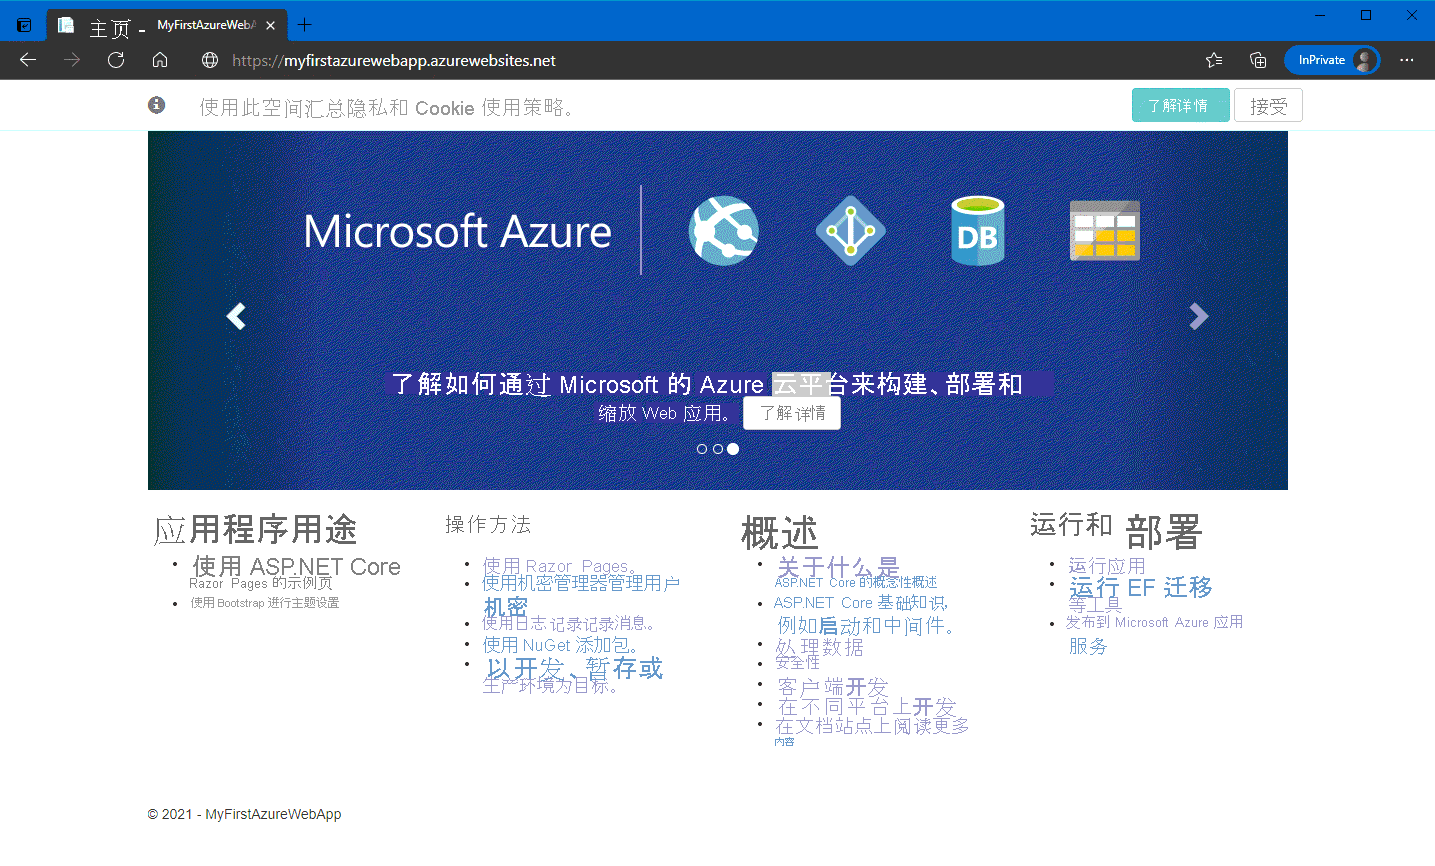 主页 - MyFirstAzureWebA
https://myfirstazurewebapp.azurewebsites.net
InPrivate
使用此空间汇总隐私和 Cookie 使用策略。
了解详情
接受
Microsoft Azure
DB
了解如何通过 Microsoft 的 Azure 云平台来构建、部署和
缩放 Web 应用。 了解详情
应用程序用途
使用 ASP.NET Core
Razor Pages 的示例页
使用 Bootstrap 进行主题设置
操作方法
使用 Razor Pages。
使用机密管理器管理用户
机密
使用日志记录记录消息。
使用 NuGet 添加包。
以开发、暂存或
生产环境为目标。
概述
关于什么是
ASP.NET Core 的概念性概述
ASP.NET Core 基础知识,
例如启动和中间件。
处理数据
安全性
客户端开发
在不同平台上开发
在文档站点上阅读更多
内容
运行和 部署
运行应用
运行 EF 迁移
等工具
发布到 Microsoft Azure 应用
服务
© 2021 - MyFirstAzureWebApp